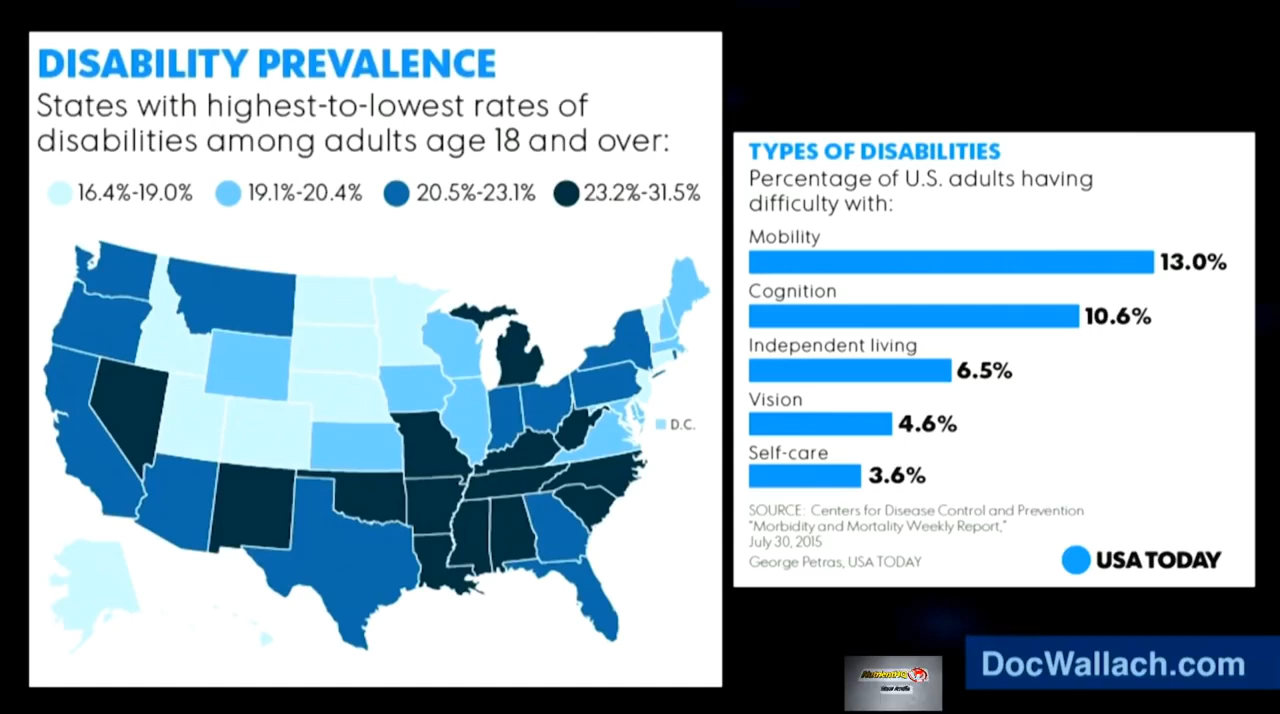 DISABILITY PREVALENCE
States with highest-to-lowest rates of
disabilities among adults age 18 and over:
16.4%-19.0% 19.1%-20.4% 20.5%-23.1% 23.2%-31.5%
D.C.
TYPES OF DISABILITIES
Percentage of U.S. adults having
difficulty with:
Mobility
13.0%
Cognition
10.6%
Independent living
6.5%
Vision
4.6%
Self-care
3.6%
SOURCE: Centers for Disease Control and Prevention
"Morbidity and Mortality Weekly Report,"
July 30, 2015
George Petras, USA TODAY
USA TODAY
DocWallach.com